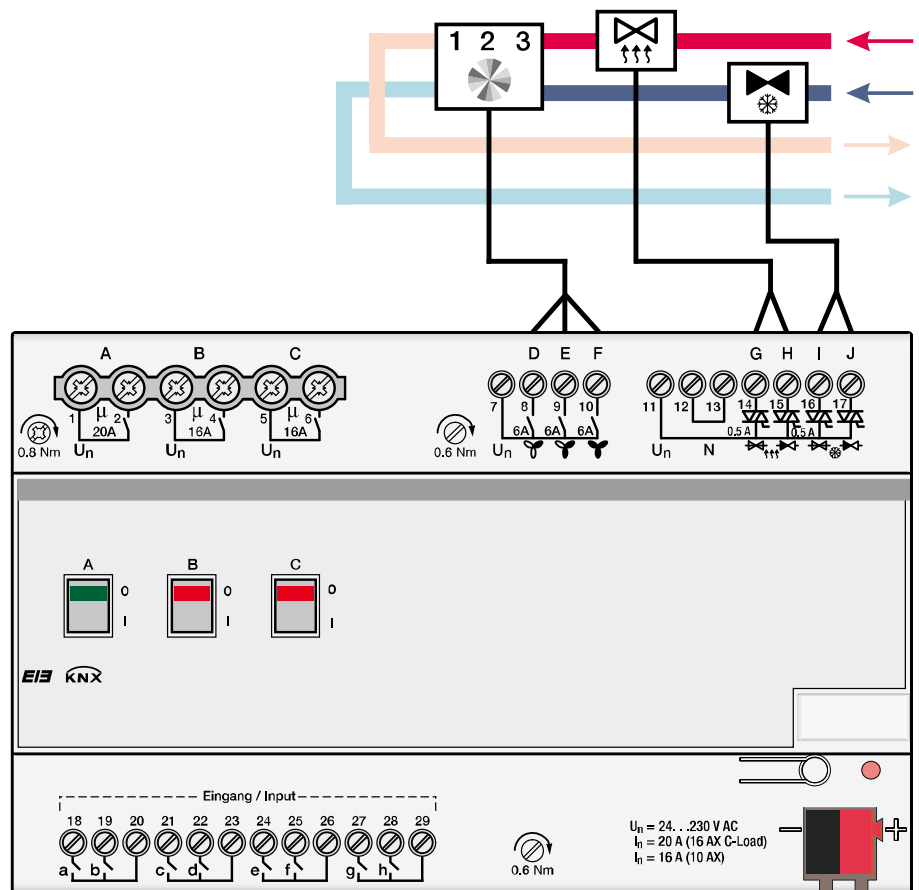 1 2 3
A B C
D E F
G H I J
1 µ 2 3 µ 4 5 µ 6
20A 16A 16A
Un Un Un
0.8 Nm
7 8 9 10
6A 6A 6A
Un
0.6 Nm
11 12 13 14 15 16 17
0.5 A 0.5 A
Un N
A B C
O O O
I I I
EIB KNX
Eingang / Input
18 19 20 21 22 23 24 25 26 27 28 29
a b c d e f g h
0.6 Nm
Un = 24. . .230 V AC
In = 20 A (16 AX C-Load)
In = 16 A (10 AX)
− +